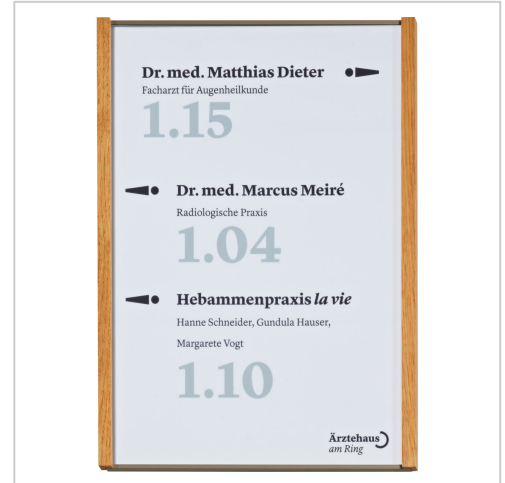 Dr. med. Matthias Dieter
Facharzt für Augenheilkunde
1.15
Dr. med. Marcus Meiré
Radiologische Praxis
1.04
Hebammenpraxis la vie
Hanne Schneider, Gundula Hauser,
Margarete Vogt
1.10
Ärztehaus
am Ring